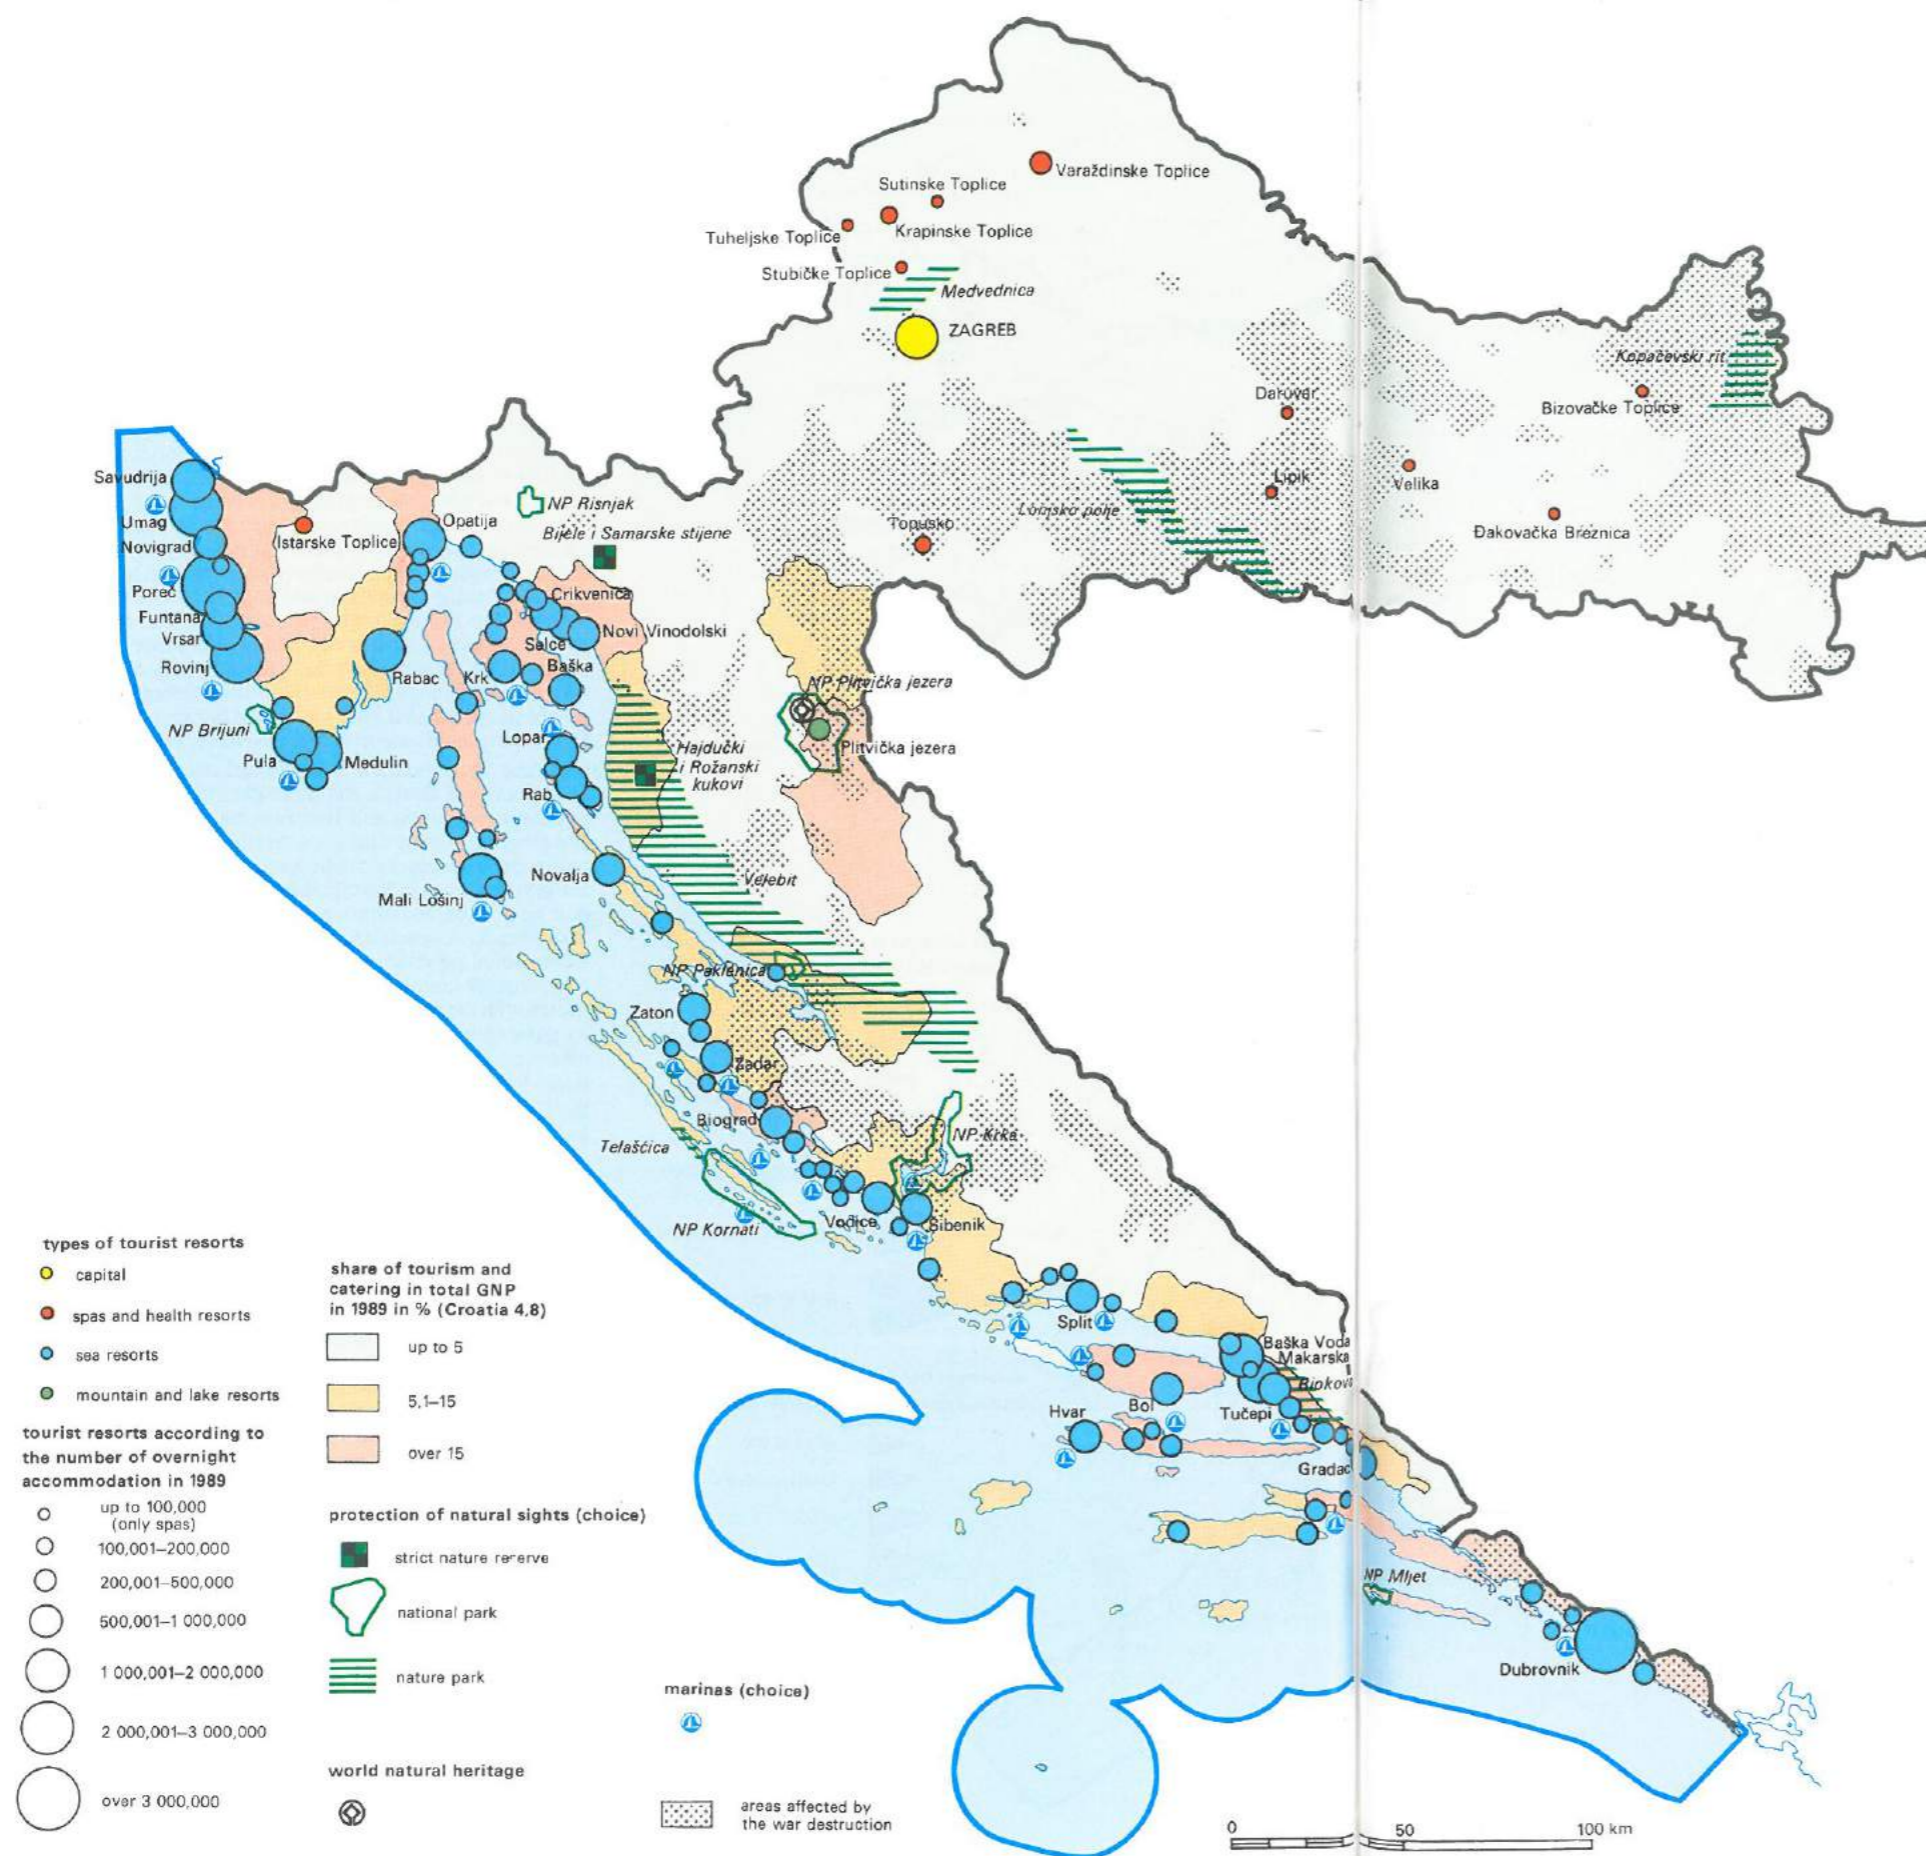 Varaždinske Toplice
Sutinske Toplice
Krapinske Toplice
Tuheljske Toplice
Stubičke Toplice
Medvednica
ZAGREB
Kopačevski rit
Daruvar
Bizovačke Toplice
Savudrija
Lipik
Velika
NP Risnjak
Umag
Opatija
Lonjsko polje
Topusko
Đakovačka Breznica
Bijele i Samarske stijene
Istarske Toplice
Novigrad
Poreč
Crikvenica
Funtana
Vrsar
Novi Vinodolski
Selce
Rovinj
Baška
Rabac
Krk
NP Plitvička jezera
NP Brijuni
Lopar
Hajdučki
i Rožanski
kukovi
Plitvička jezera
Pula
Medulin
Rab
Novalja
Velebit
Mali Lošinj
NP Paklenica
Zaton
Zadar
Biograd
NP Krka
Telašćica
Vodice
Šibenik
NP Kornati
Split
Baška Voda
Makarska
Hvar
Bol
Tučepi
Gradac
NP Mljet
Dubrovnik
types of tourist resorts
capital
spas and health resorts
sea resorts
mountain and lake resorts
tourist resorts according to
the number of overnight
accommodation in 1989
up to 100,000
(only spas)
100,001–200,000
200,001–500,000
500,001–1 000,000
1 000,001–2 000,000
2 000,001–3 000,000
over 3 000,000
share of tourism and
catering in total GNP
in 1989 in % (Croatia 4,8)
up to 5
5,1–15
over 15
protection of natural sights (choice)
strict nature reserve
national park
nature park
world natural heritage
marinas (choice)
areas affected by
the war destruction
0 50 100 km